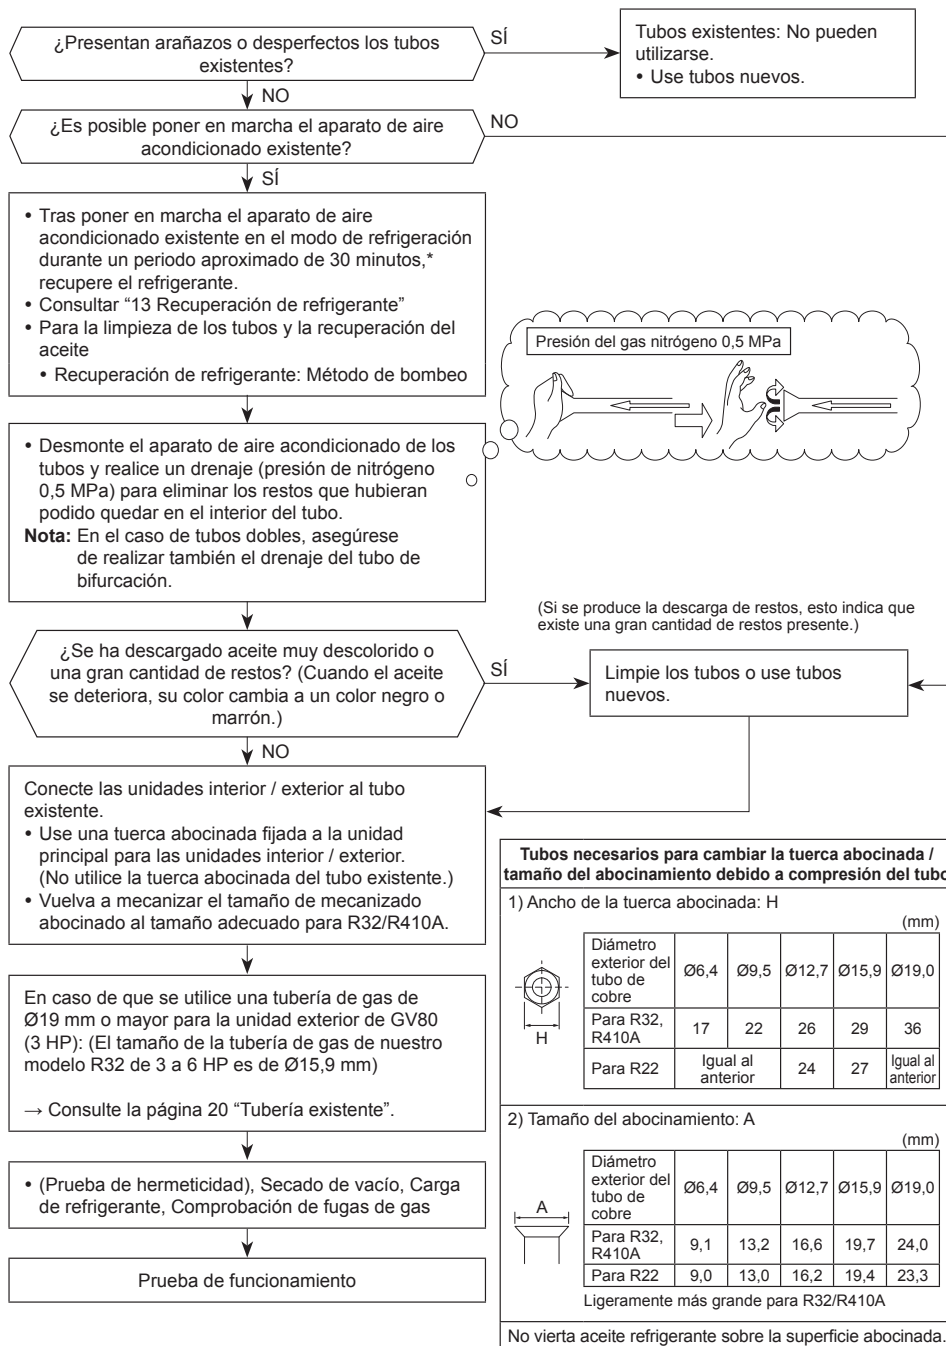 ¿Presentan arañazos o desperfectos los tubos
existentes?
SÍ
Tubos existentes: No pueden
utilizarse.
• Use tubos nuevos.
NO
¿Es posible poner en marcha el aparato de aire
acondicionado existente?
NO
SÍ
• Tras poner en marcha el aparato de aire
acondicionado existente en el modo de refrigeración
durante un periodo aproximado de 30 minutos,*
recupere el refrigerante.
• Consultar “13 Recuperación de refrigerante”
• Para la limpieza de los tubos y la recuperación del
aceite
• Recuperación de refrigerante: Método de bombeo
Presión del gas nitrógeno 0,5 MPa
• Desmonte el aparato de aire acondicionado de los
tubos y realice un drenaje (presión de nitrógeno
0,5 MPa) para eliminar los restos que hubieran
podido quedar en el interior del tubo.
Nota: En el caso de tubos dobles, asegúrese
de realizar también el drenaje del tubo de
bifurcación.
(Si se produce la descarga de restos, esto indica que
existe una gran cantidad de restos presente.)
¿Se ha descargado aceite muy descolorido o
una gran cantidad de restos? (Cuando el aceite
se deteriora, su color cambia a un color negro o
marrón.)
SÍ
Limpie los tubos o use tubos
nuevos.
NO
Conecte las unidades interior / exterior al tubo
existente.
• Use una tuerca abocinada fijada a la unidad
principal para las unidades interior / exterior.
(No utilice la tuerca abocinada del tubo existente.)
• Vuelva a mecanizar el tamaño de mecanizado
abocinado al tamaño adecuado para R32/R410A.
En caso de que se utilice una tubería de gas de
Ø19 mm o mayor para la unidad exterior de GV80
(3 HP): (El tamaño de la tubería de gas de nuestro
modelo R32 de 3 a 6 HP es de Ø15,9 mm)
→ Consulte la página 20 “Tubería existente”.
• (Prueba de hermeticidad), Secado de vacío, Carga
de refrigerante, Comprobación de fugas de gas
Prueba de funcionamiento
Tubos necesarios para cambiar la tuerca abocinada /
tamaño del abocinamiento debido a compresión del tubo
1) Ancho de la tuerca abocinada: H
(mm)
H
Diámetro
exterior del
tubo de
cobre
Ø6,4 Ø9,5 Ø12,7 Ø15,9 Ø19,0
Para R32,
R410A
17 22 26 29 36
Para R22
Igual al
anterior
24 27
Igual al
anterior
2) Tamaño del abocinamiento: A
(mm)
A
Diámetro
exterior del
tubo de
cobre
Ø6,4 Ø9,5 Ø12,7 Ø15,9 Ø19,0
Para R32,
R410A
9,1 13,2 16,6 19,7 24,0
Para R22 9,0 13,0 16,2 19,4 23,3
Ligeramente más grande para R32/R410A
No vierta aceite refrigerante sobre la superficie abocinada.